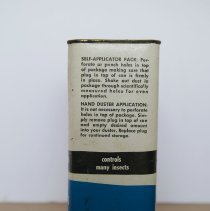 SELF-APPLICATOR PACK: Per-
forate or punch holes in top
of package making sure that
plug in top of can is firmly
in place. Shake out dust in
package through scientifically
measured holes for even
application.
HAND DUSTER APPLICATION:
It is not necessary to perforate
holes in top of package. Sim-
ply move plug in top of can
and empty desired amount
into your duster. Replace plug
for continued storage.
controls
many insects